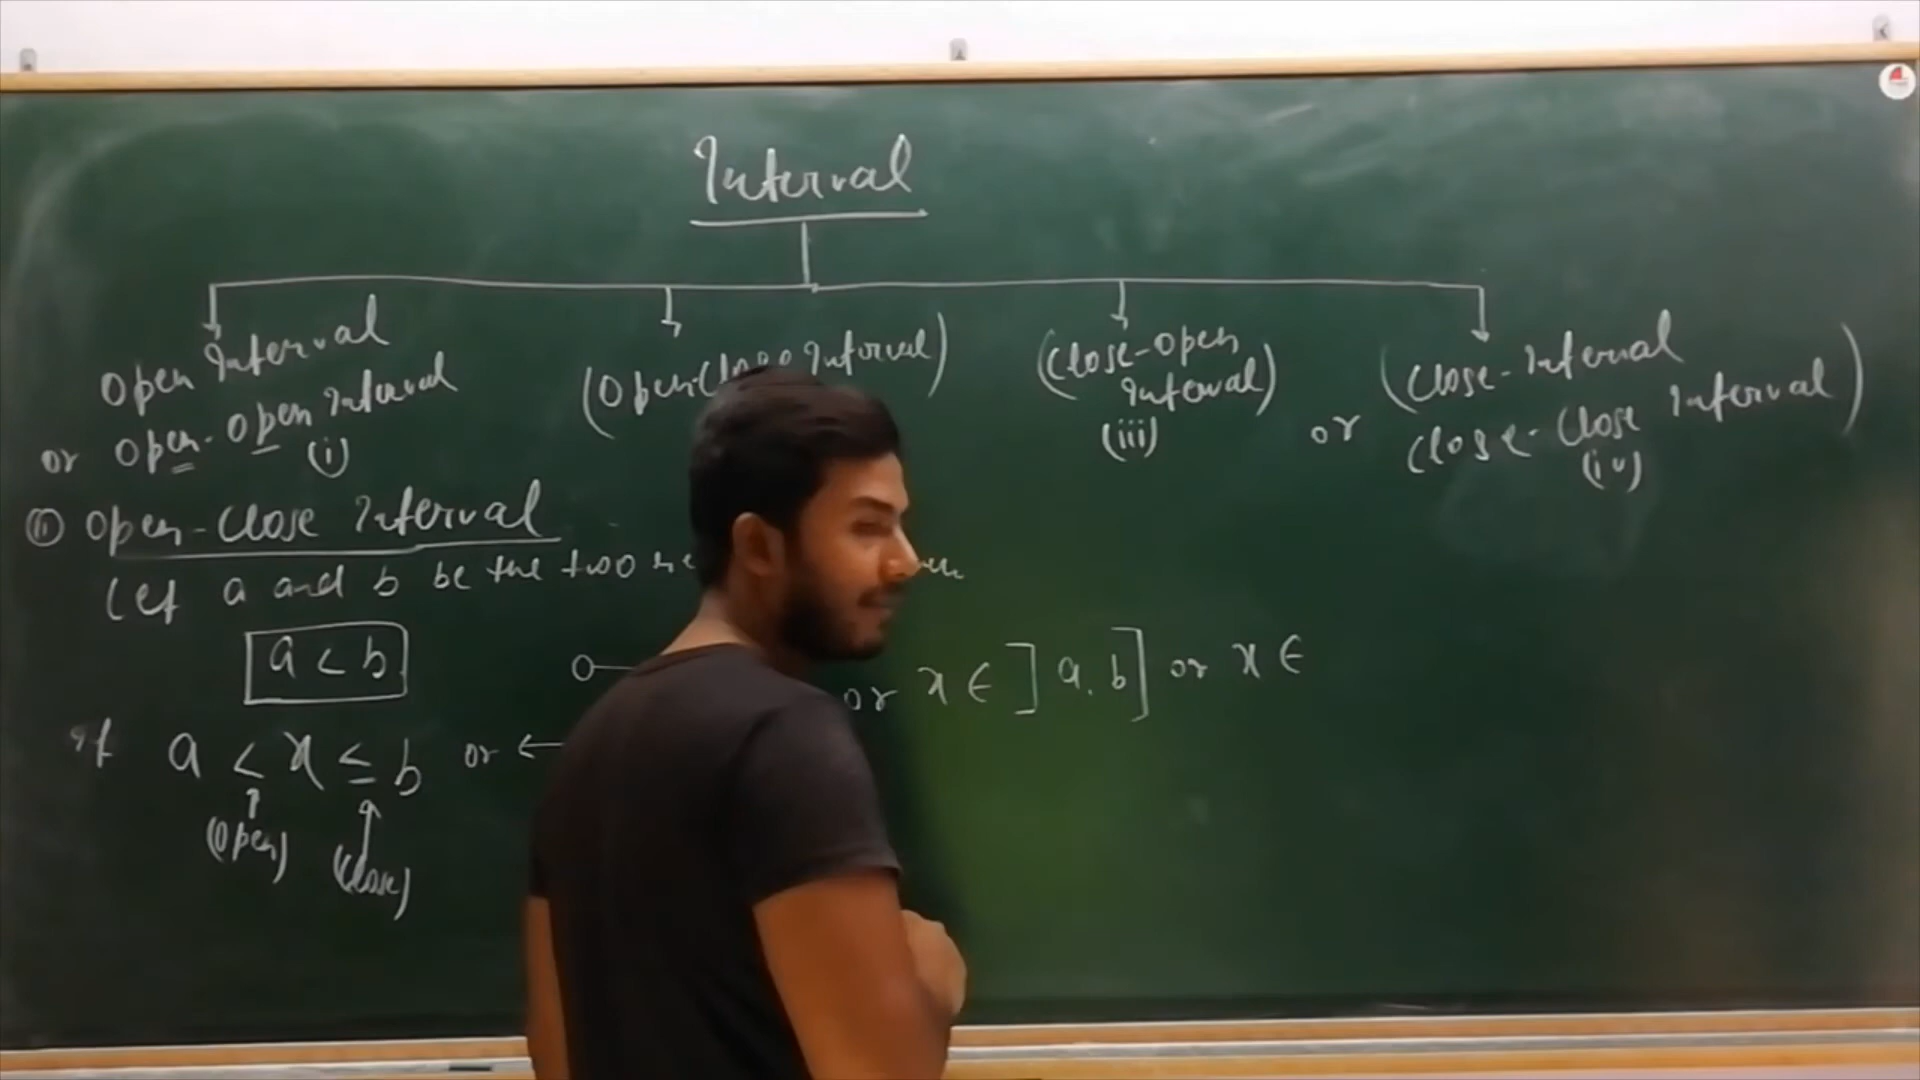 Interval
Open Interval
or Open-Open Interval
(i)
(Open-Close Interval)
(Close-Open
Interval)
(iii)
(Close-Interval
or Close-Close Interval)
(iv)
(ii) Open-Close Interval
Let a and b be the two
a < b
if a < x ≤ b or ←
(Open)
(Close)
or x ∈ ]a, b] or x ∈